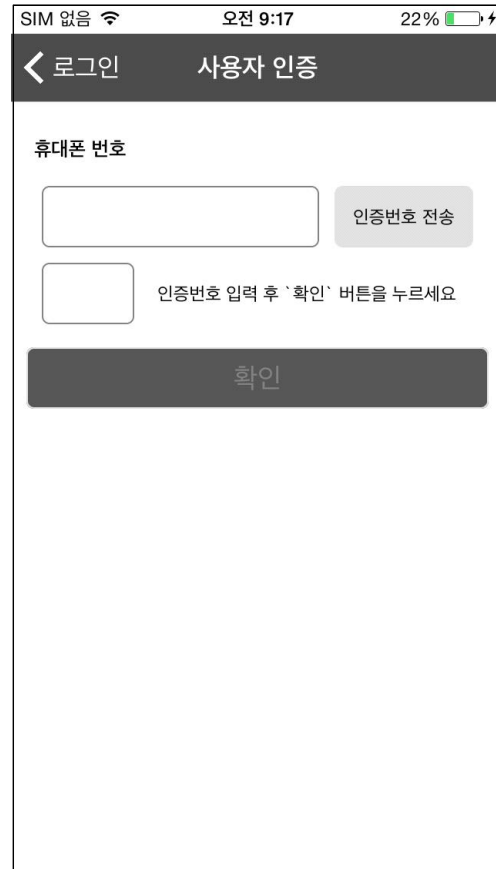 SIM 없음 오전 9:17 22%
로그인 사용자 인증
휴대폰 번호
인증번호 전송
인증번호 입력 후 `확인` 버튼을 누르세요
확인